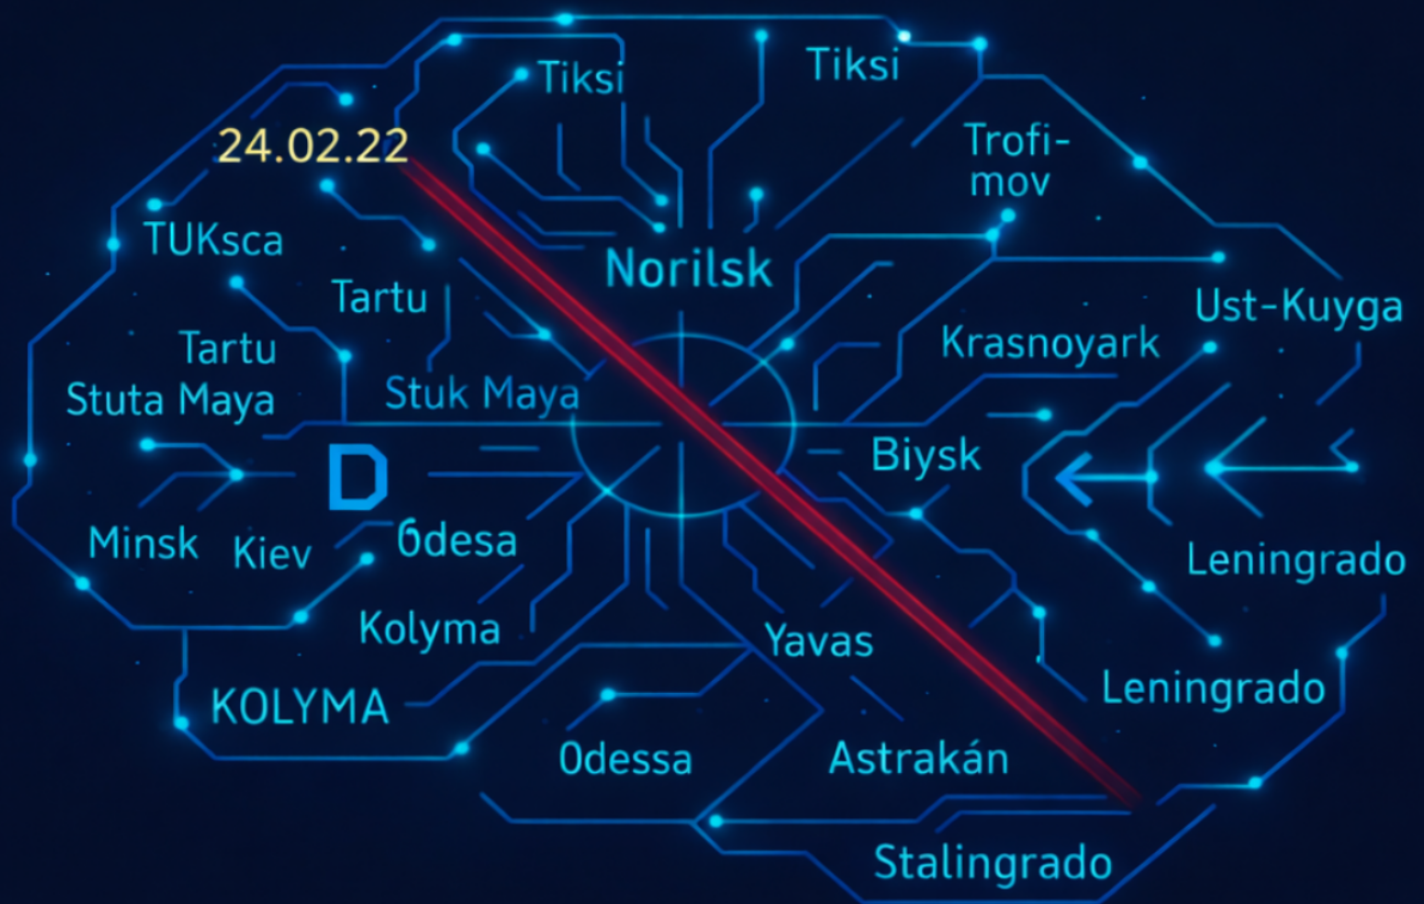 Tiksi
Tiksi
24.02.22
Trofi-
mov
TUKsca
Norilsk
Tartu
Ust-Kuyga
Tartu
Krasnoyark
Stuta Maya
Stuk Maya
Biysk
D
Minsk
Kiev
бdesa
Leningrado
Kolyma
Yavas
KOLYMA
Leningrado
Odessa
Astrakán
Stalingrado